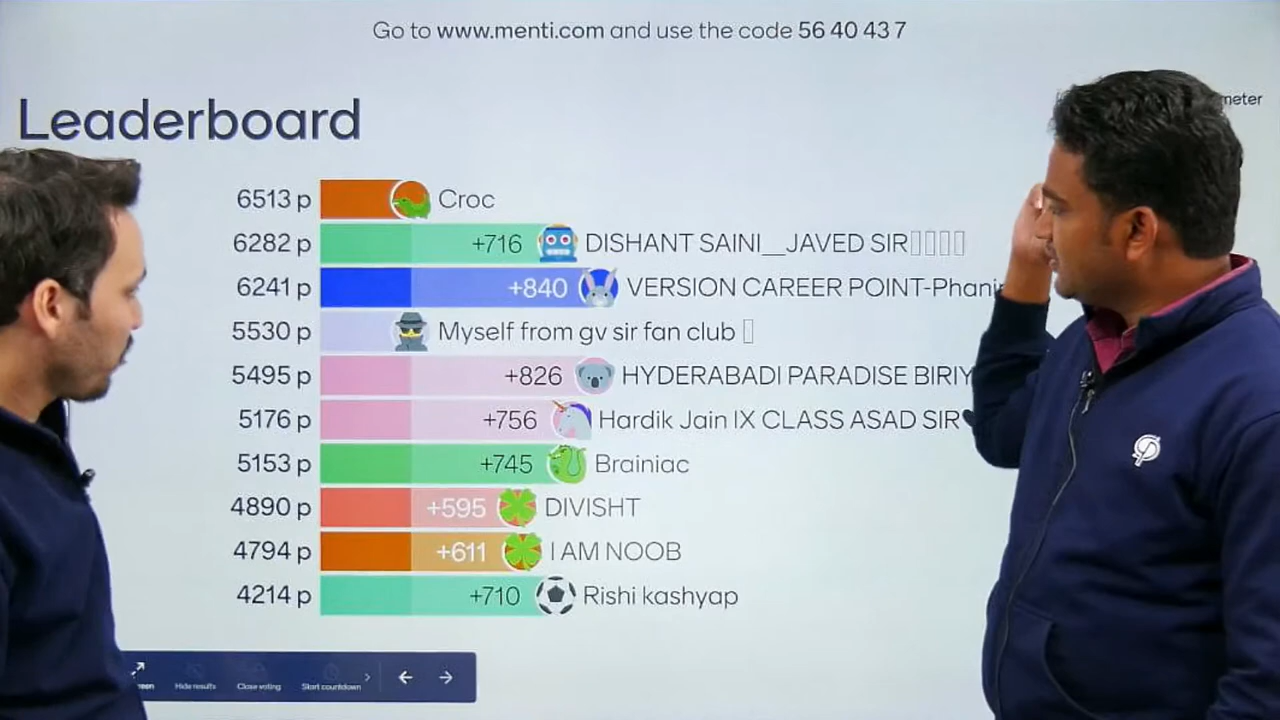 Go to www.menti.com and use the code 56 40 43 7
meter
Leaderboard
6513 p Croc
6282 p +716 DISHANT SAINI__JAVED SIR
6241 p +840 VERSION CAREER POINT-Phani
5530 p Myself from gv sir fan club
5495 p +826 HYDERABADI PARADISE BIRIY
5176 p +756 Hardik Jain IX CLASS ASAD SIR
5153 p +745 Brainiac
4890 p +595 DIVISHT
4794 p +611 I AM NOOB
4214 p +710 Rishi kashyap
Hide results Close voting Start countdown